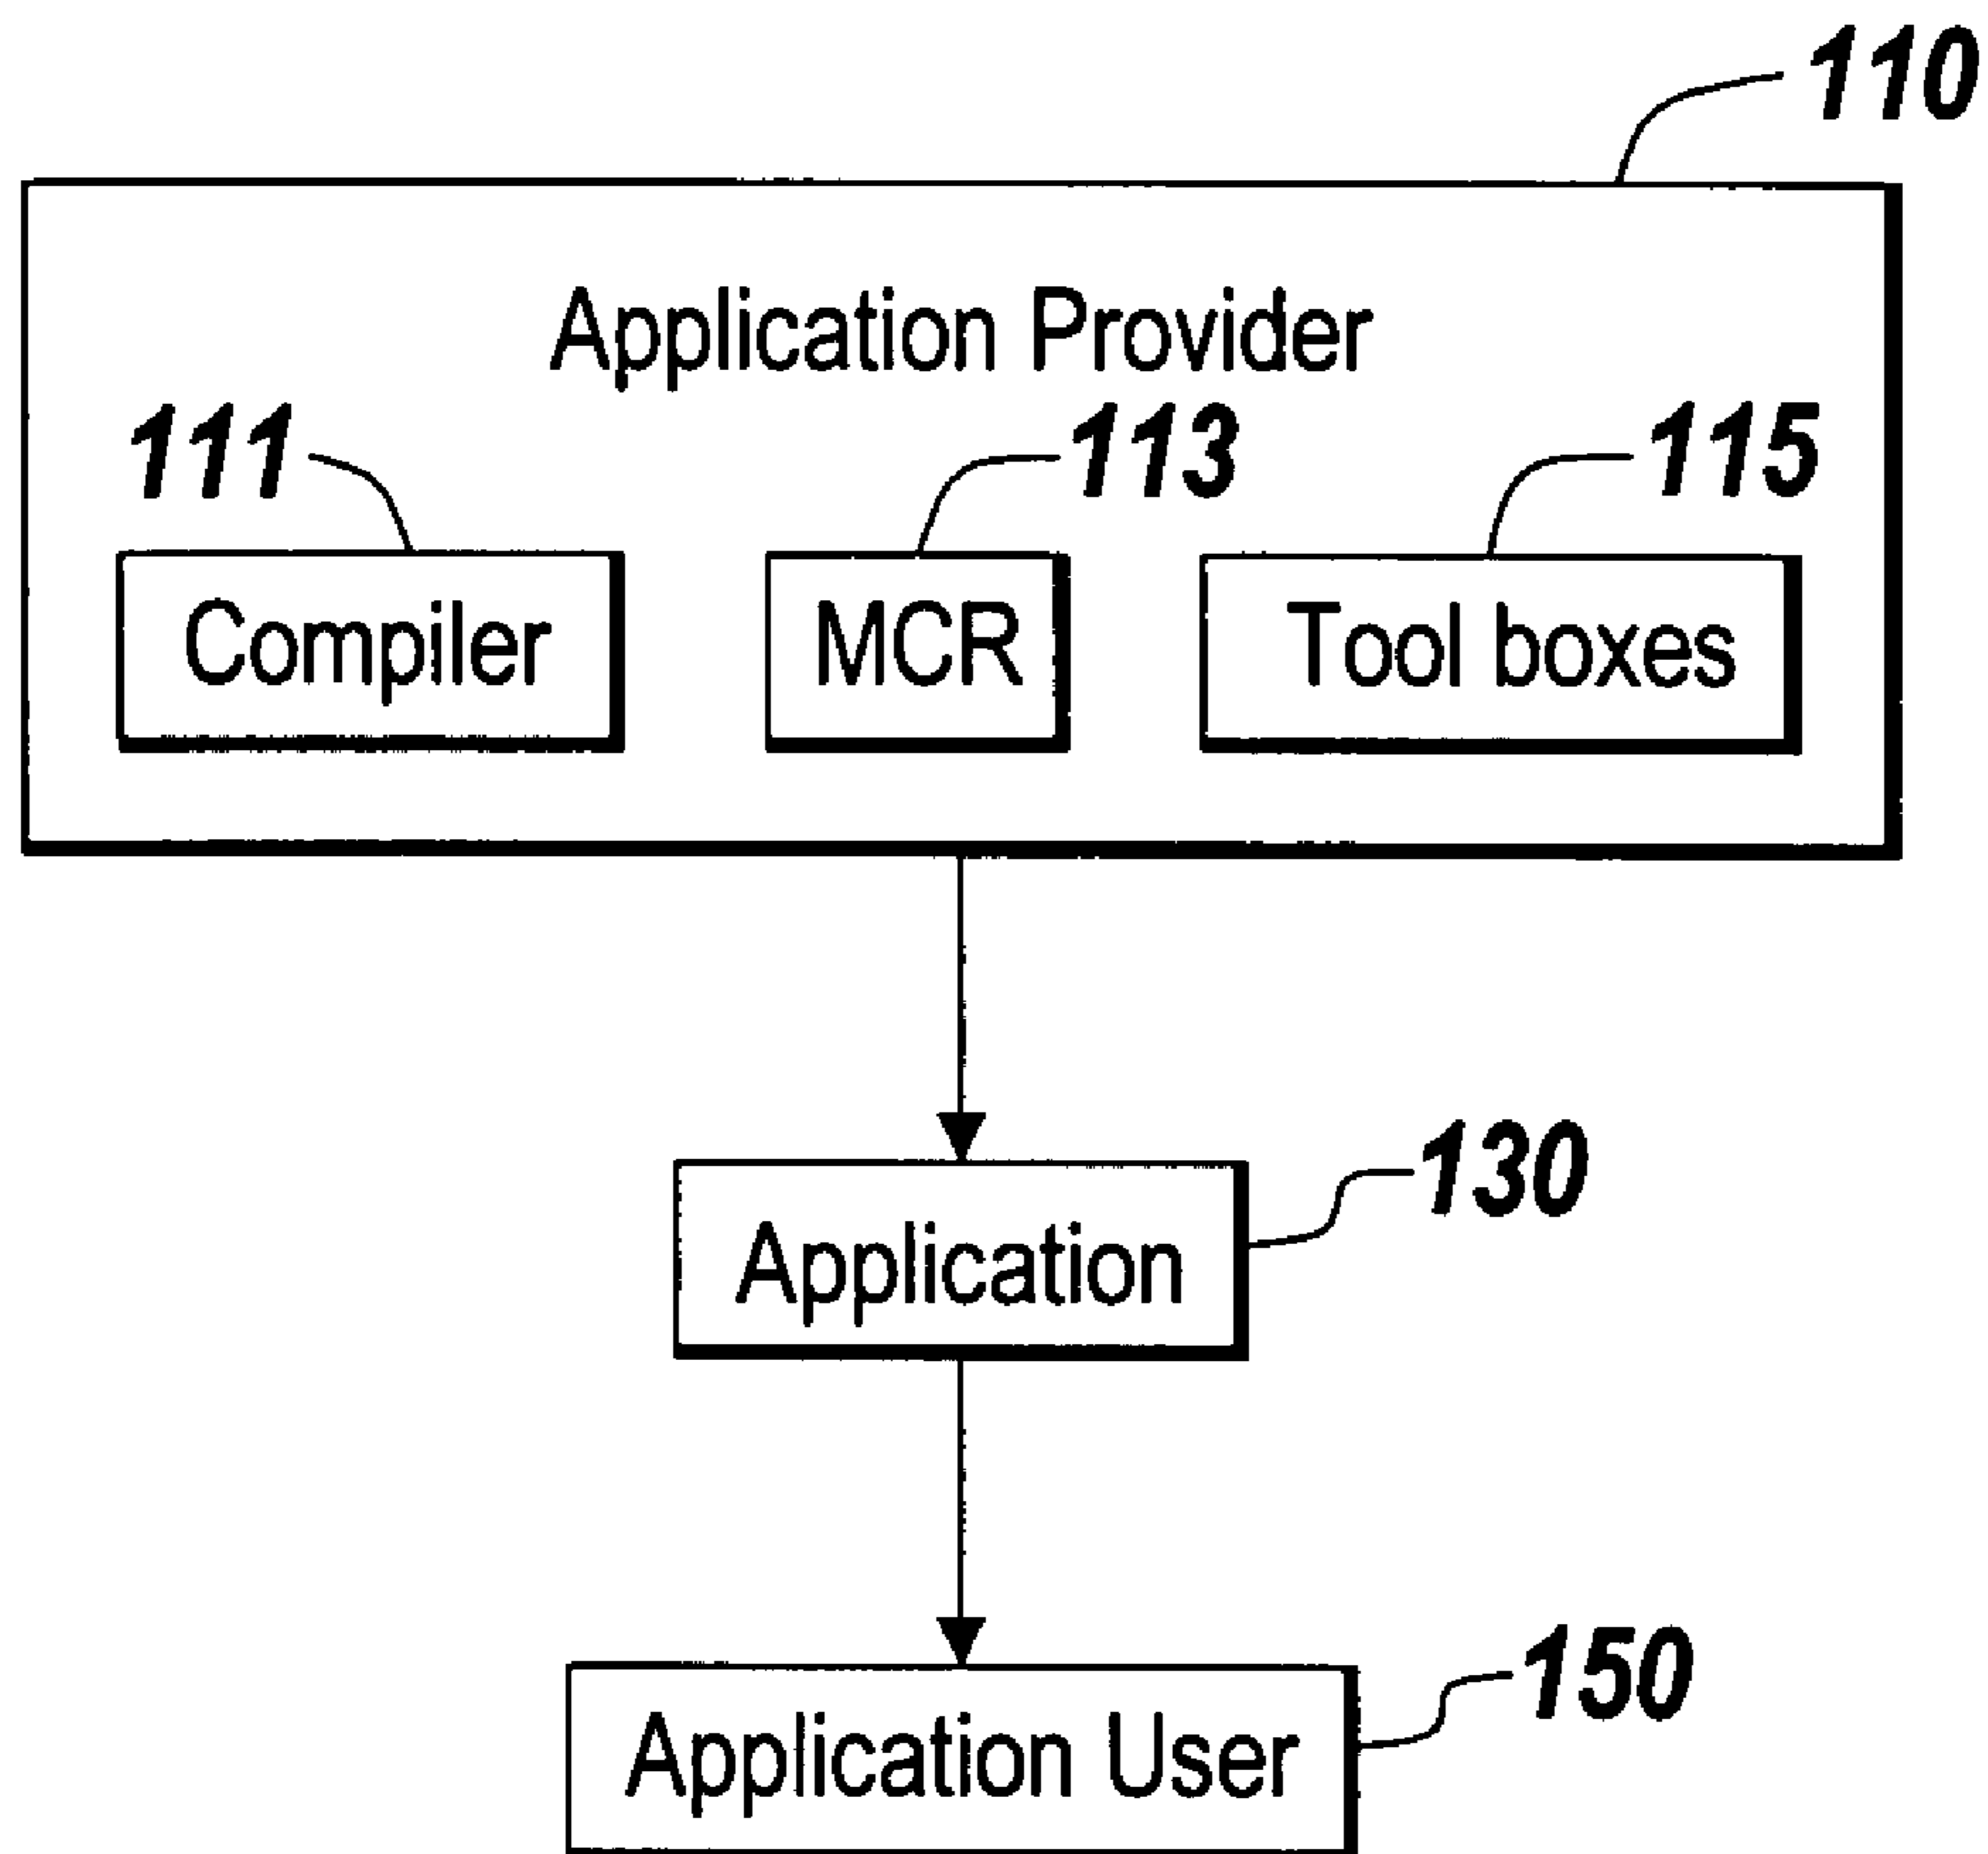 110
Application Provider
111 113 115
Compiler MCR Tool boxes
130
Application
150
Application User